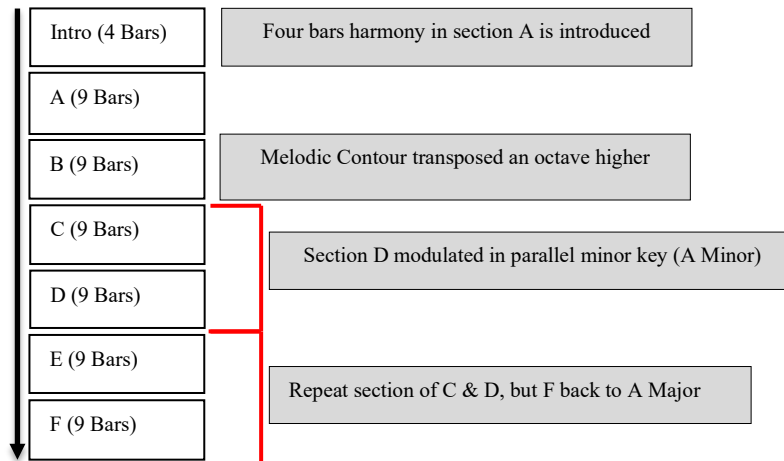 Intro (4 Bars)
Four bars harmony in section A is introduced
A (9 Bars)
B (9 Bars)
Melodic Contour transposed an octave higher
C (9 Bars)
Section D modulated in parallel minor key (A Minor)
D (9 Bars)
E (9 Bars)
Repeat section of C & D, but F back to A Major
F (9 Bars)